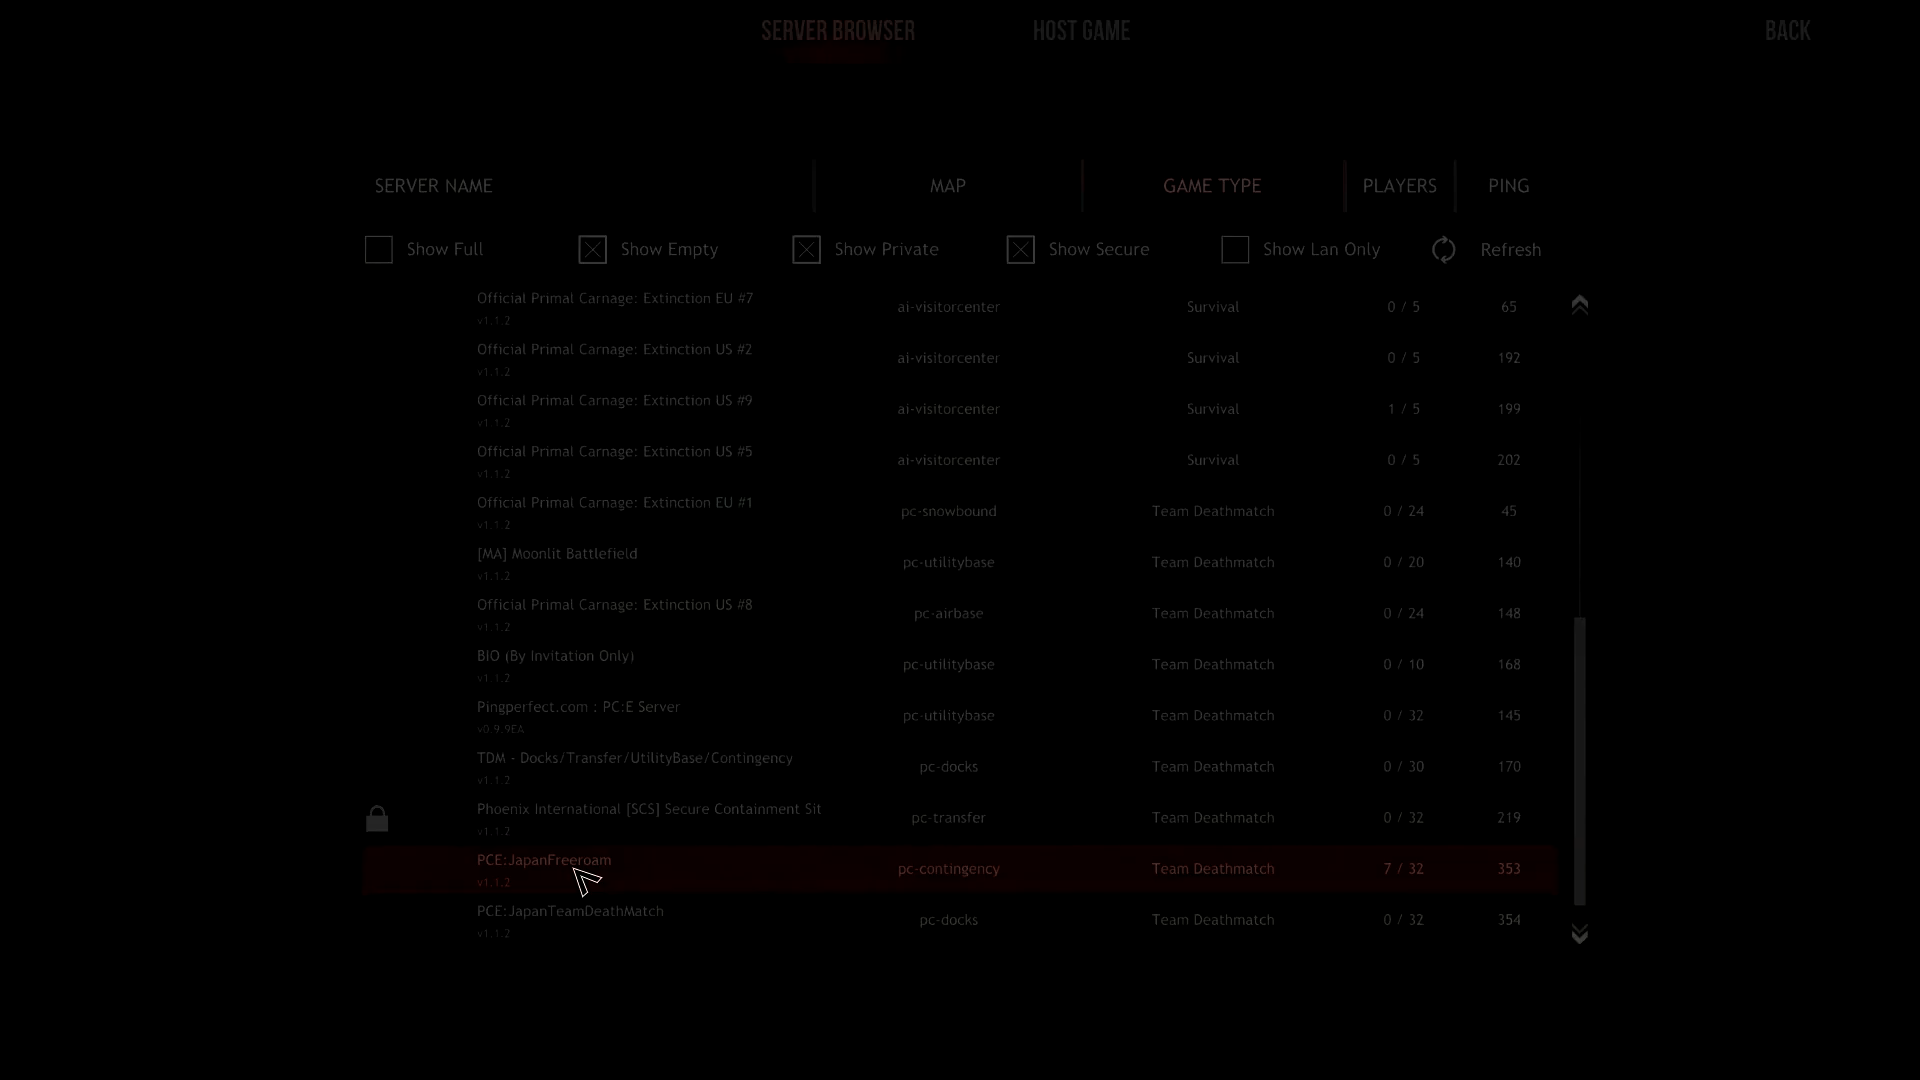 SERVER BROWSER HOST GAME BACK
SERVER NAME MAP GAME TYPE PLAYERS PING
Show Full Show Empty Show Private Show Secure Show Lan Only Refresh
Official Primal Carnage: Extinction EU #7 ai-visitorcenter Survival 0 / 5 65
v1.1.2
Official Primal Carnage: Extinction US #2 ai-visitorcenter Survival 0 / 5 192
v1.1.2
Official Primal Carnage: Extinction US #9 ai-visitorcenter Survival 1 / 5 199
v1.1.2
Official Primal Carnage: Extinction US #5 ai-visitorcenter Survival 0 / 5 202
v1.1.2
Official Primal Carnage: Extinction EU #1 pc-snowbound Team Deathmatch 0 / 24 45
v1.1.2
[MA] Moonlit Battlefield pc-utilitybase Team Deathmatch 0 / 20 140
v1.1.2
Official Primal Carnage: Extinction US #8 pc-airbase Team Deathmatch 0 / 24 148
v1.1.2
BIO (By Invitation Only) pc-utilitybase Team Deathmatch 0 / 10 168
v1.1.2
Pingperfect.com : PC:E Server pc-utilitybase Team Deathmatch 0 / 32 145
v0.9.9EA
TDM - Docks/Transfer/UtilityBase/Contingency pc-docks Team Deathmatch 0 / 30 170
v1.1.2
Phoenix International [SCS] Secure Containment Sit pc-transfer Team Deathmatch 0 / 32 219
v1.1.2
PCE:JapanFreeroam pc-contingency Team Deathmatch 7 / 32 353
v1.1.2
PCE:JapanTeamDeathMatch pc-docks Team Deathmatch 0 / 32 354
v1.1.2